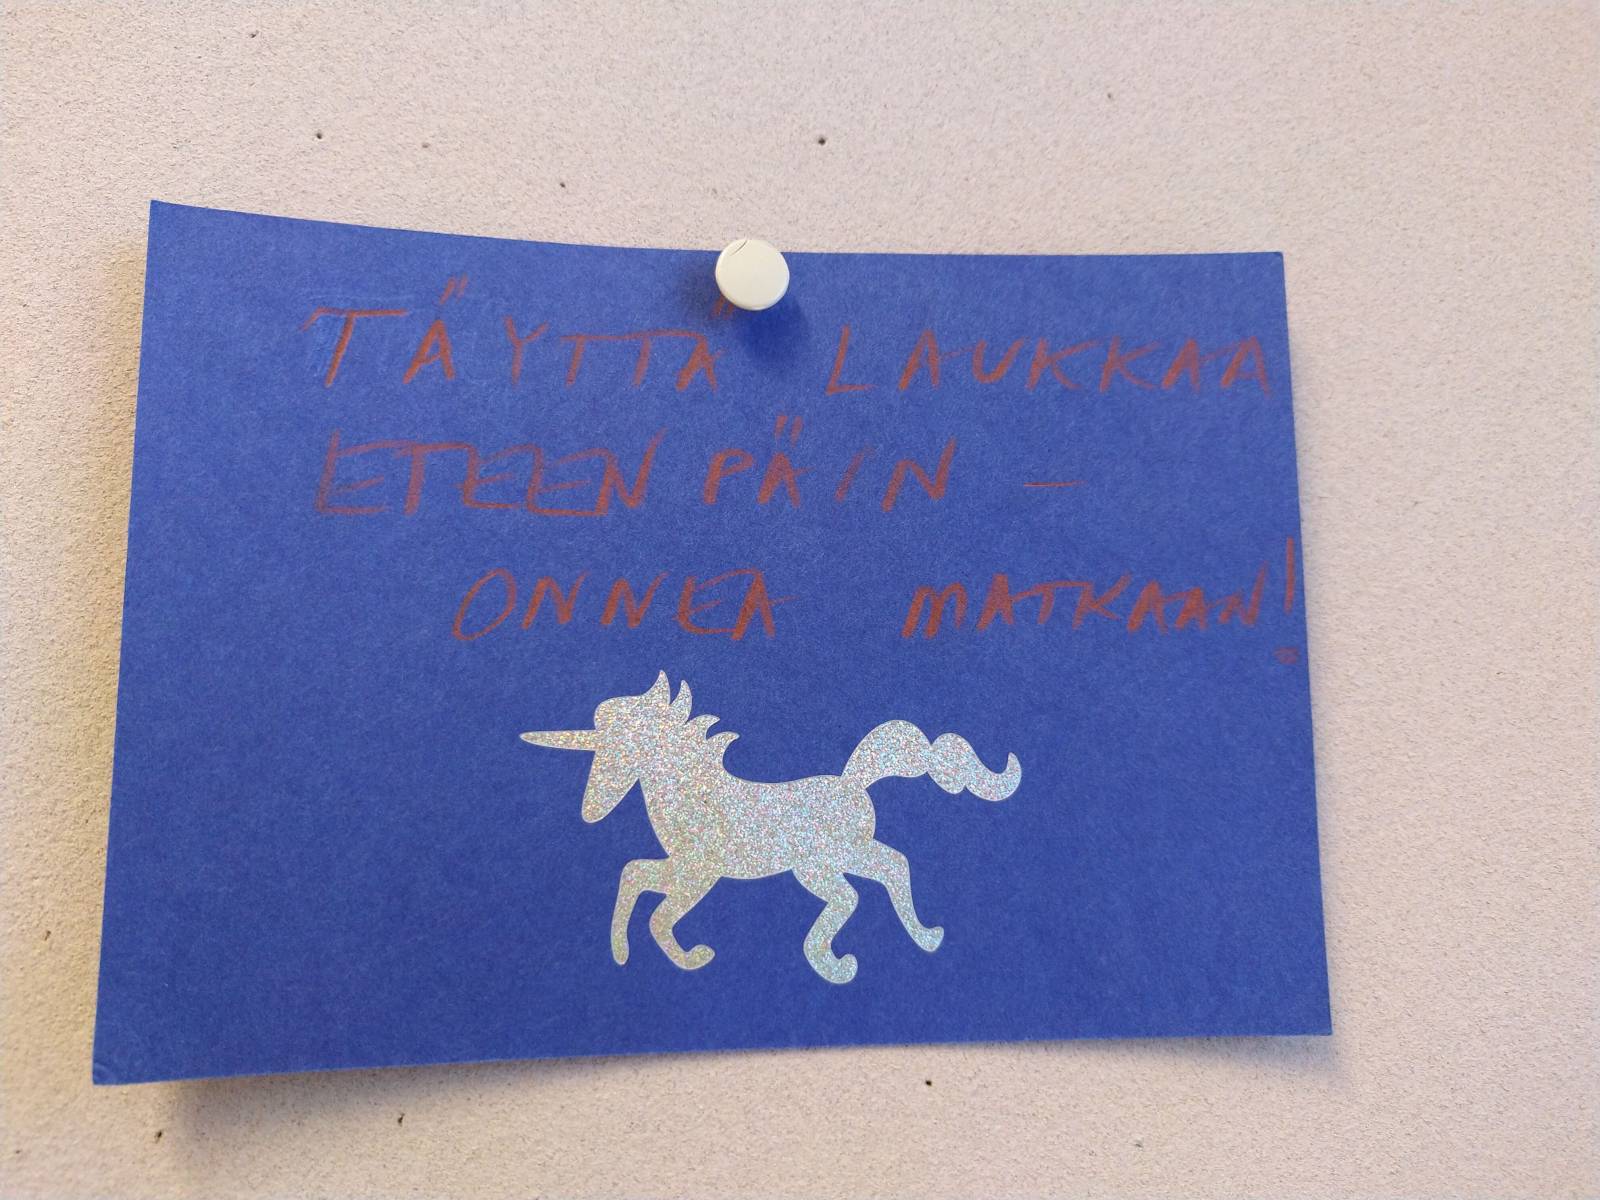 TÄYTTÄ LAUKKAA
ETEENPÄIN –
ONNEA MATKAAN!